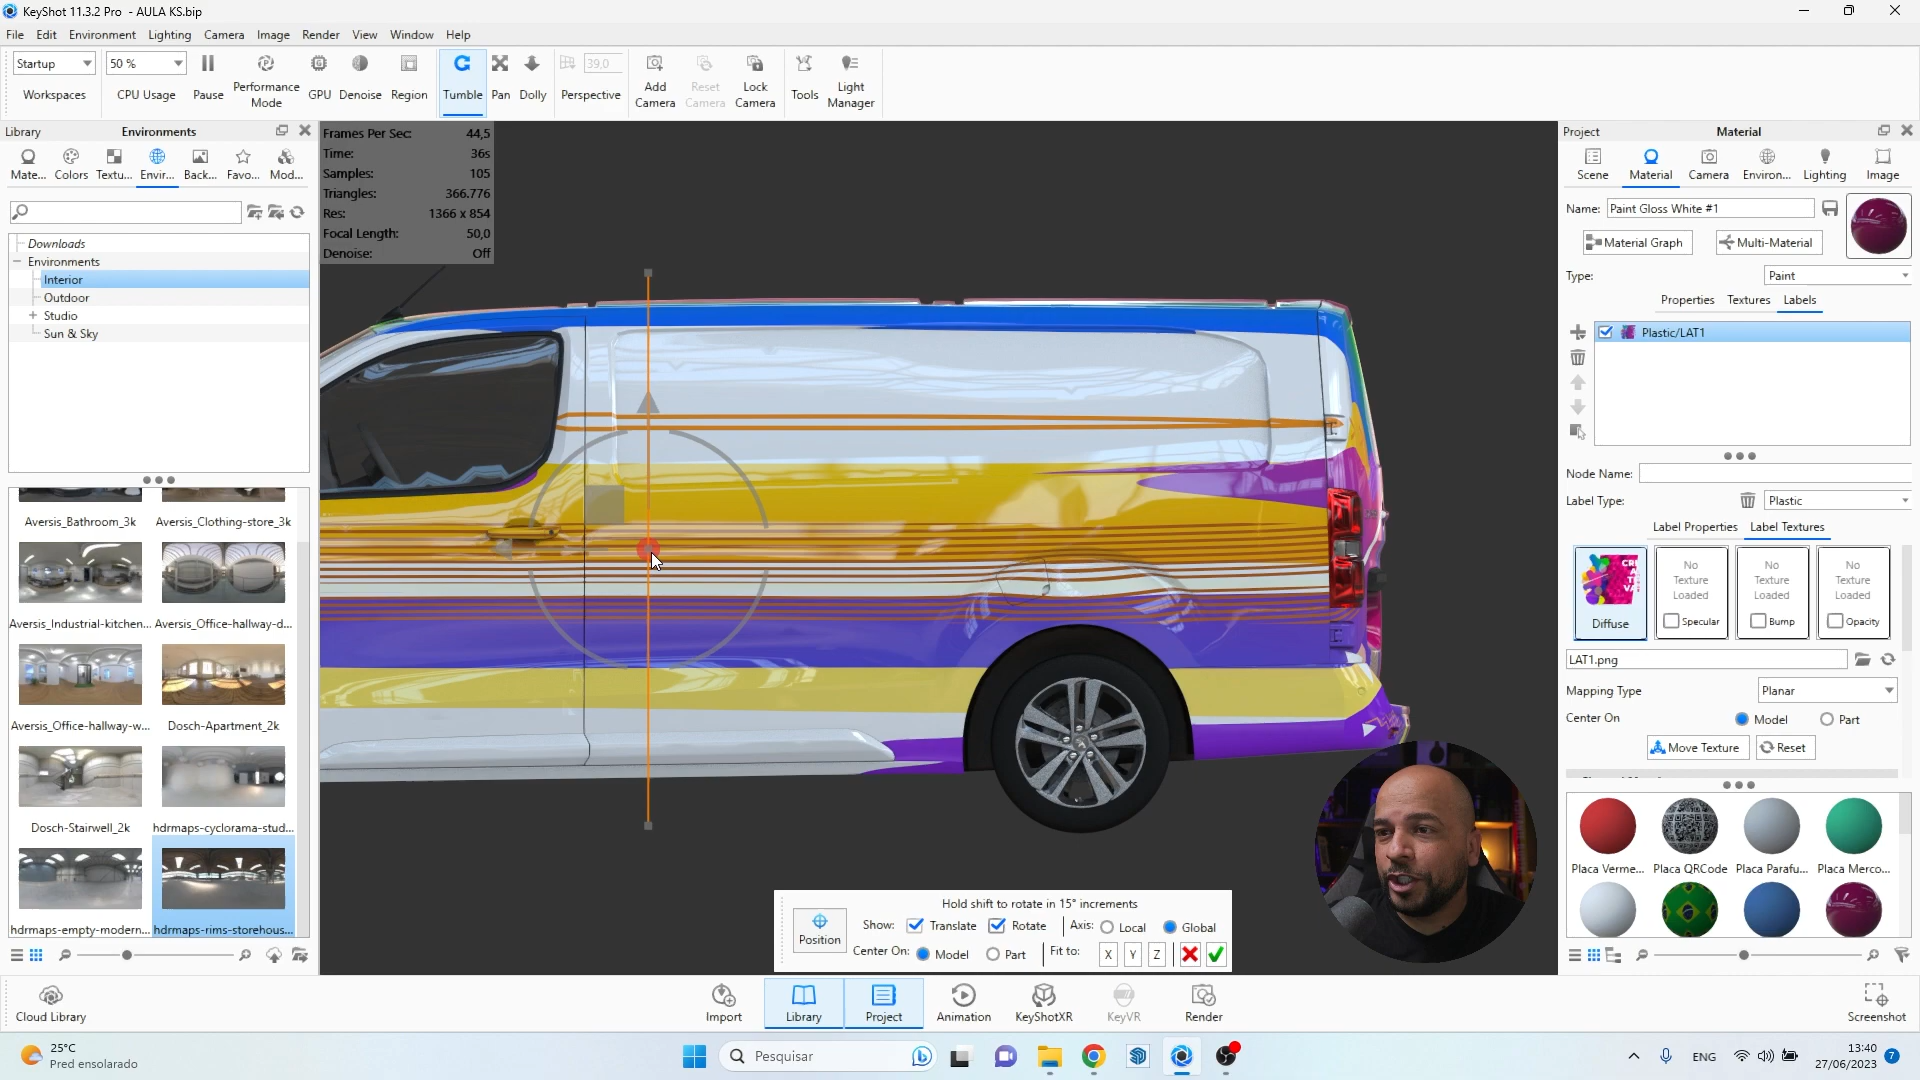 KeyShot 11.3.2 Pro - AULA KS.bip
File Edit Environment Lighting Camera Image Render View Window Help
Startup 50 % 39,0
Workspaces CPU Usage Pause Performance Mode GPU Denoise Region Tumble Pan Dolly Perspective Add Camera Reset Camera Lock Camera Tools Light Manager
Library Environments
Mate... Colors Textu... Envir... Back... Favo... Mod...
Downloads
Environments
Interior
Outdoor
Studio
Sun & Sky
Aversis_Bathroom_3k Aversis_Clothing-store_3k
Aversis_Industrial-kitchen... Aversis_Office-hallway-d...
Aversis_Office-hallway-w... Dosch-Apartment_2k
Dosch-Stairwell_2k hdrmaps-cyclorama-stud...
hdrmaps-empty-modern... hdrmaps-rims-storehous...
Frames Per Sec: 44,5
Time: 36s
Samples: 105
Triangles: 366.776
Res: 1366 x 854
Focal Length: 50,0
Denoise: Off
Hold shift to rotate in 15° increments
Position Show: Translate Rotate Axis: Local Global
Center On: Model Part Fit to: X Y Z
Project Material
Scene Material Camera Environ... Lighting Image
Name: Paint Gloss White #1
Material Graph Multi-Material
Type: Paint
Properties Textures Labels
Plastic/LAT1
Node Name:
Label Type: Plastic
Label Properties Label Textures
No Texture Loaded No Texture Loaded No Texture Loaded
Diffuse Specular Bump Opacity
LAT1.png
Mapping Type Planar
Center On Model Part
Move Texture Reset
Placa Verme... Placa QRCode Placa Parafu... Placa Merco...
Cloud Library Import Library Project Animation KeyShotXR KeyVR Render Screenshot
25°C
Pred ensolarado
Pesquisar
ENG
13:40
27/06/2023
7